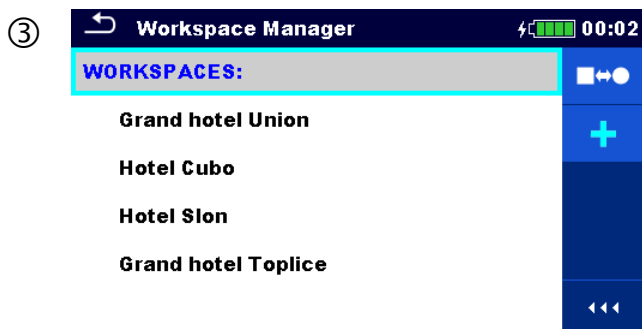 ③
Workspace Manager 00:02
WORKSPACES:
Grand hotel Union
Hotel Cubo
Hotel Slon
Grand hotel Toplice